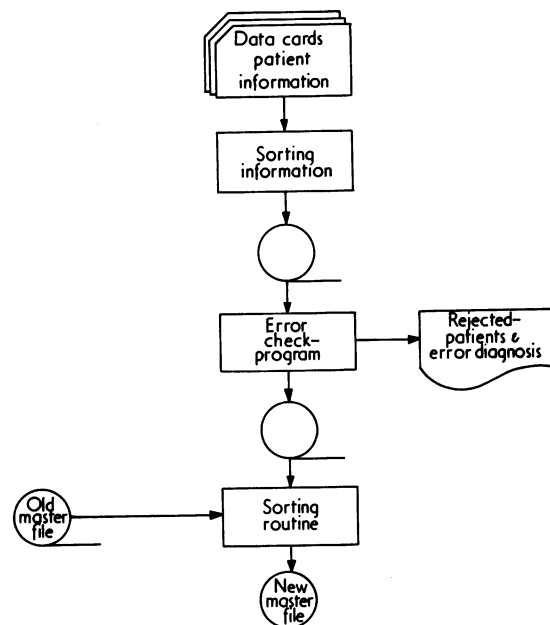 Data cards
patient
information
Sorting
information
Error
check-
program
Rejected-
patients &
error diagnosis
Old
master
file
Sorting
routine
New
master
file